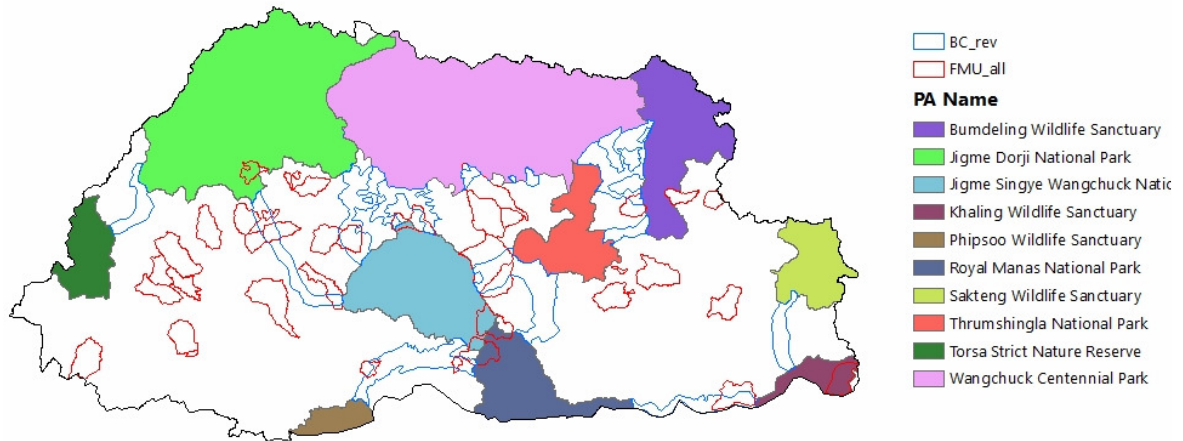 BC_rev
FMU_all
PA Name
Bumdeling Wildlife Sanctuary
Jigme Dorji National Park
Jigme Singye Wangchuck Natio
Khaling Wildlife Sanctuary
Phipsoo Wildlife Sanctuary
Royal Manas National Park
Sakteng Wildlife Sanctuary
Thrumshingla National Park
Torsa Strict Nature Reserve
Wangchuck Centennial Park